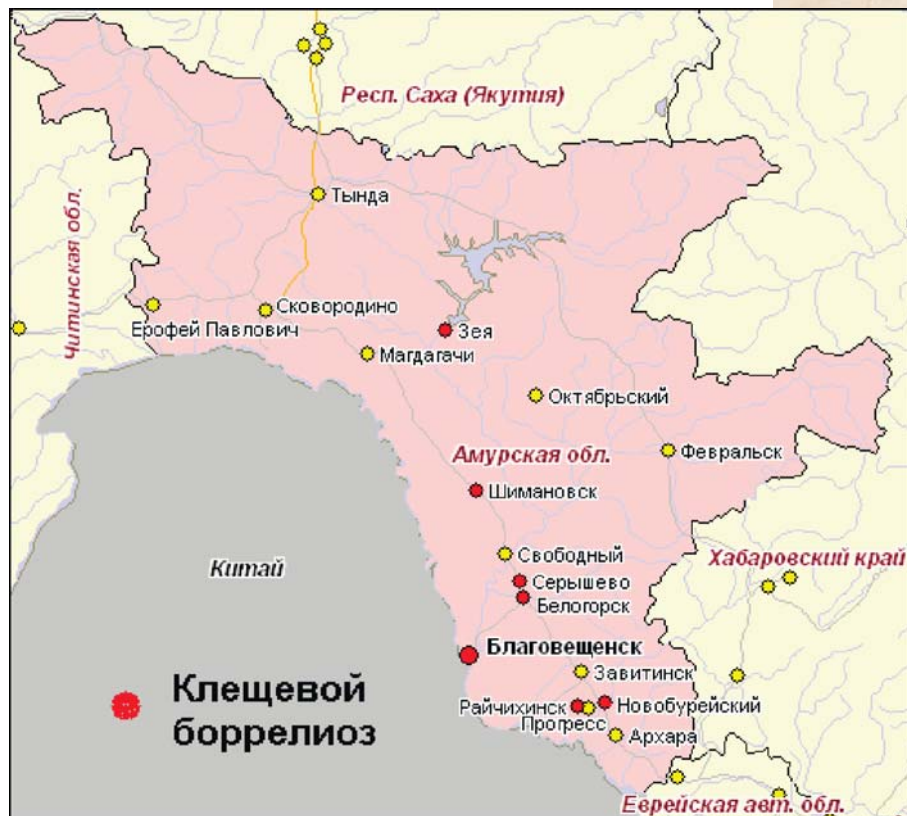 Респ. Саха (Якутия)
Читинская обл.
Тында
Сковородино
Ерофей Павлович
Зея
Магдагачи
Октябрьский
Амурская обл.
Февральск
Шимановск
Свободный
Хабаровский край
Китай
Серышево
Белогорск
Благовещенск
Завитинск
Клещевой
боррелиоз
Райчихинск
Новобурейский
Прогресс
Архара
Еврейская авт. обл.